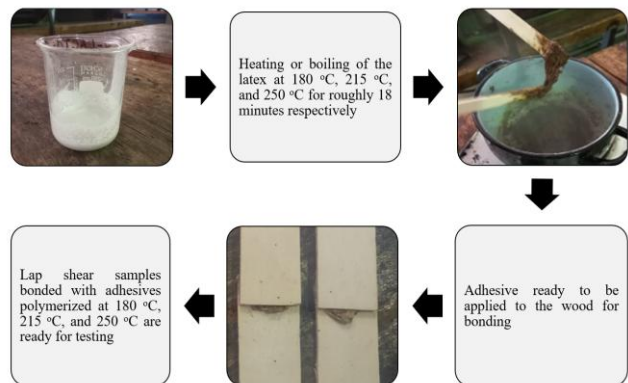 Heating or boiling of the
latex at 180 °C, 215 °C,
and 250 °C for roughly 18
minutes respectively
Adhesive ready to be
applied to the wood for
bonding
Lap shear samples
bonded with adhesives
polymerized at 180 °C,
215 °C, and 250 °C are
ready for testing